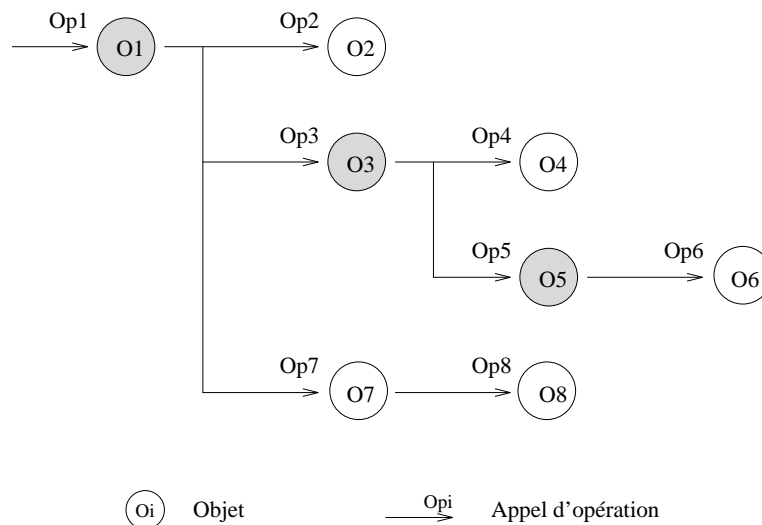 Op1
O1
Op2
O2
Op3
O3
Op4
O4
Op5
O5
Op6
O6
Op7
O7
Op8
O8
Oi
Objet
Opi
Appel d'opération